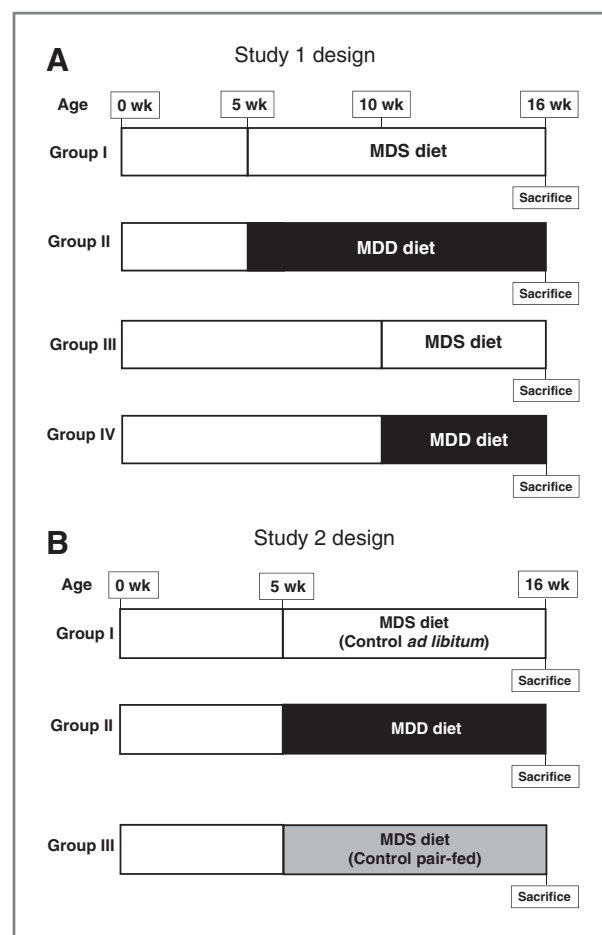 A
Study 1 design
Age 0 wk 5 wk 10 wk 16 wk
Group I MDS diet
Sacrifice
Group II MDD diet
Sacrifice
Group III MDS diet
Sacrifice
Group IV MDD diet
Sacrifice
B
Study 2 design
Age 0 wk 5 wk 16 wk
Group I MDS diet
(Control ad libitum)
Sacrifice
Group II MDD diet
Sacrifice
Group III MDS diet
(Control pair-fed)
Sacrifice